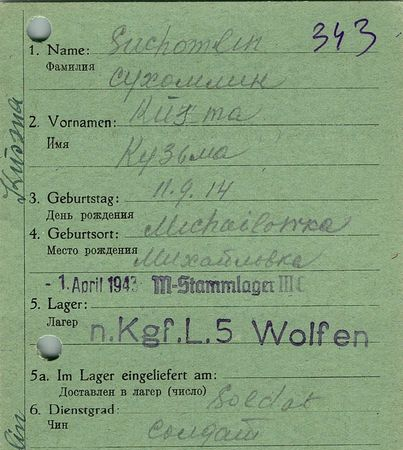 343
1. Name: Suchomlin
Фамилия
Сухомлин
2. Vornamen: Kusma
Имя
Кузьма
3. Geburtstag: 11.9.14
День рождения
4. Geburtsort: Michailowka
Место рождения
Михайловка
- 1. April 1943 M-Stammlager III C
5. Lager:
Лагер
n.Kgf.L.5 Wolfen
5a. Im Lager eingeliefert am:
Доставлен в лагер (число)
6. Dienstgrad: Soldat
Чин
солдат